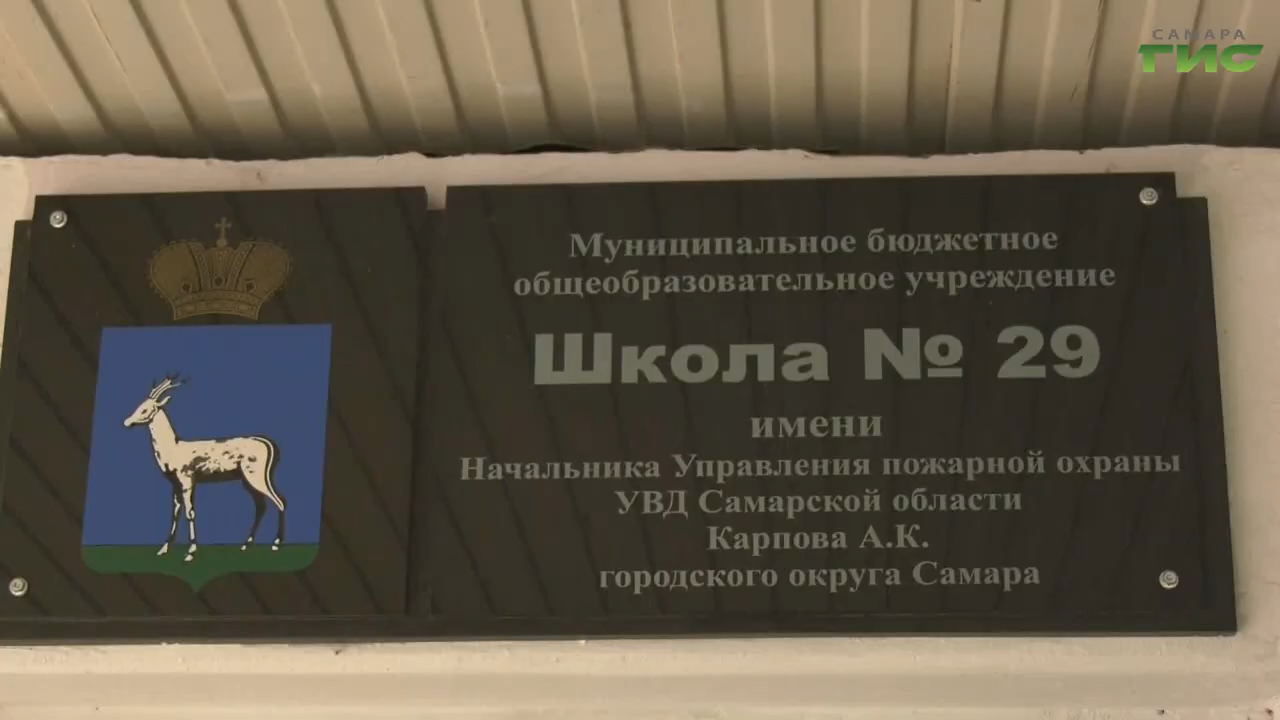 САМАРА
ГИС
Муниципальное бюджетное
общеобразовательное учреждение
Школа № 29
имени
Начальника Управления пожарной охраны
УВД Самарской области
Карпова А.К.
городского округа Самара